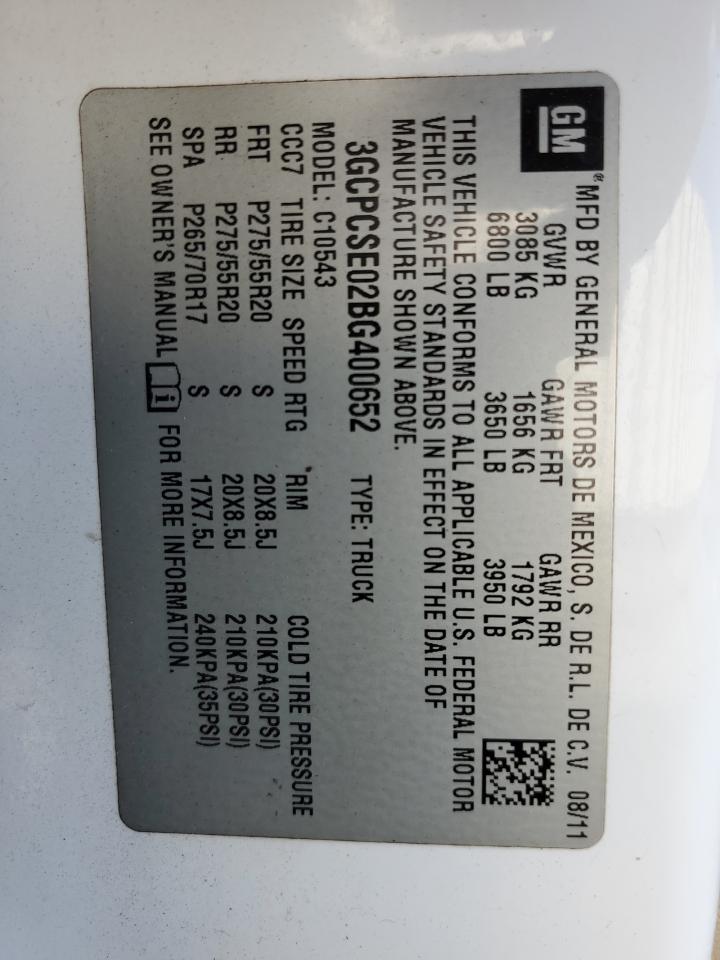 GM ® MFD BY GENERAL MOTORS DE MEXICO, S. DE R.L. DE C.V. 08/11
GVWR GAWR FRT GAWR RR
3085 KG 1656 KG 1792 KG
6800 LB 3650 LB 3950 LB
THIS VEHICLE CONFORMS TO ALL APPLICABLE U.S. FEDERAL MOTOR
VEHICLE SAFETY STANDARDS IN EFFECT ON THE DATE OF
MANUFACTURE SHOWN ABOVE.
3GCPCSE02BG400652 TYPE: TRUCK
MODEL: C10543
CCC7 TIRE SIZE SPEED RTG RIM COLD TIRE PRESSURE
FRT P275/55R20 S 20X8.5J 210KPA(30PSI)
RR P275/55R20 S 20X8.5J 210KPA(30PSI)
SPA P265/70R17 S 17X7.5J 240KPA(35PSI)
SEE OWNER'S MANUAL i FOR MORE INFORMATION.